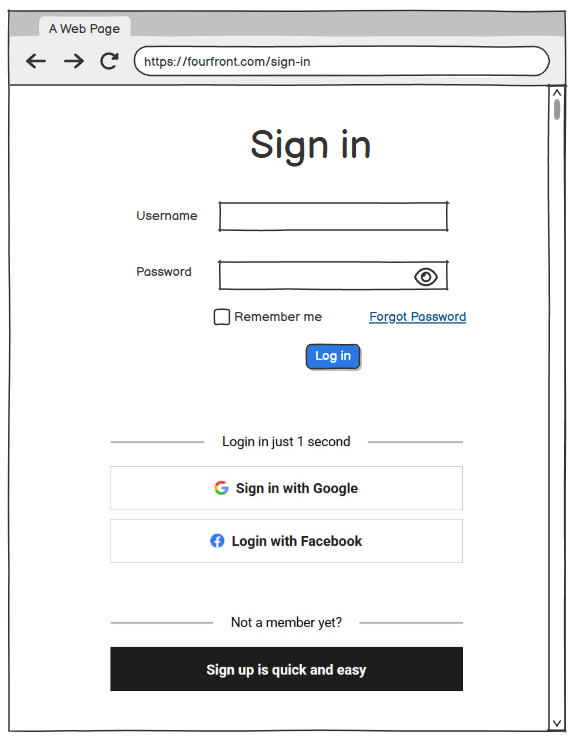 A Web Page
https://fourfront.com/sign-in
Sign in
Username
Password
Remember me Forgot Password
Log in
Login in just 1 second
Sign in with Google
Login with Facebook
Not a member yet?
Sign up is quick and easy